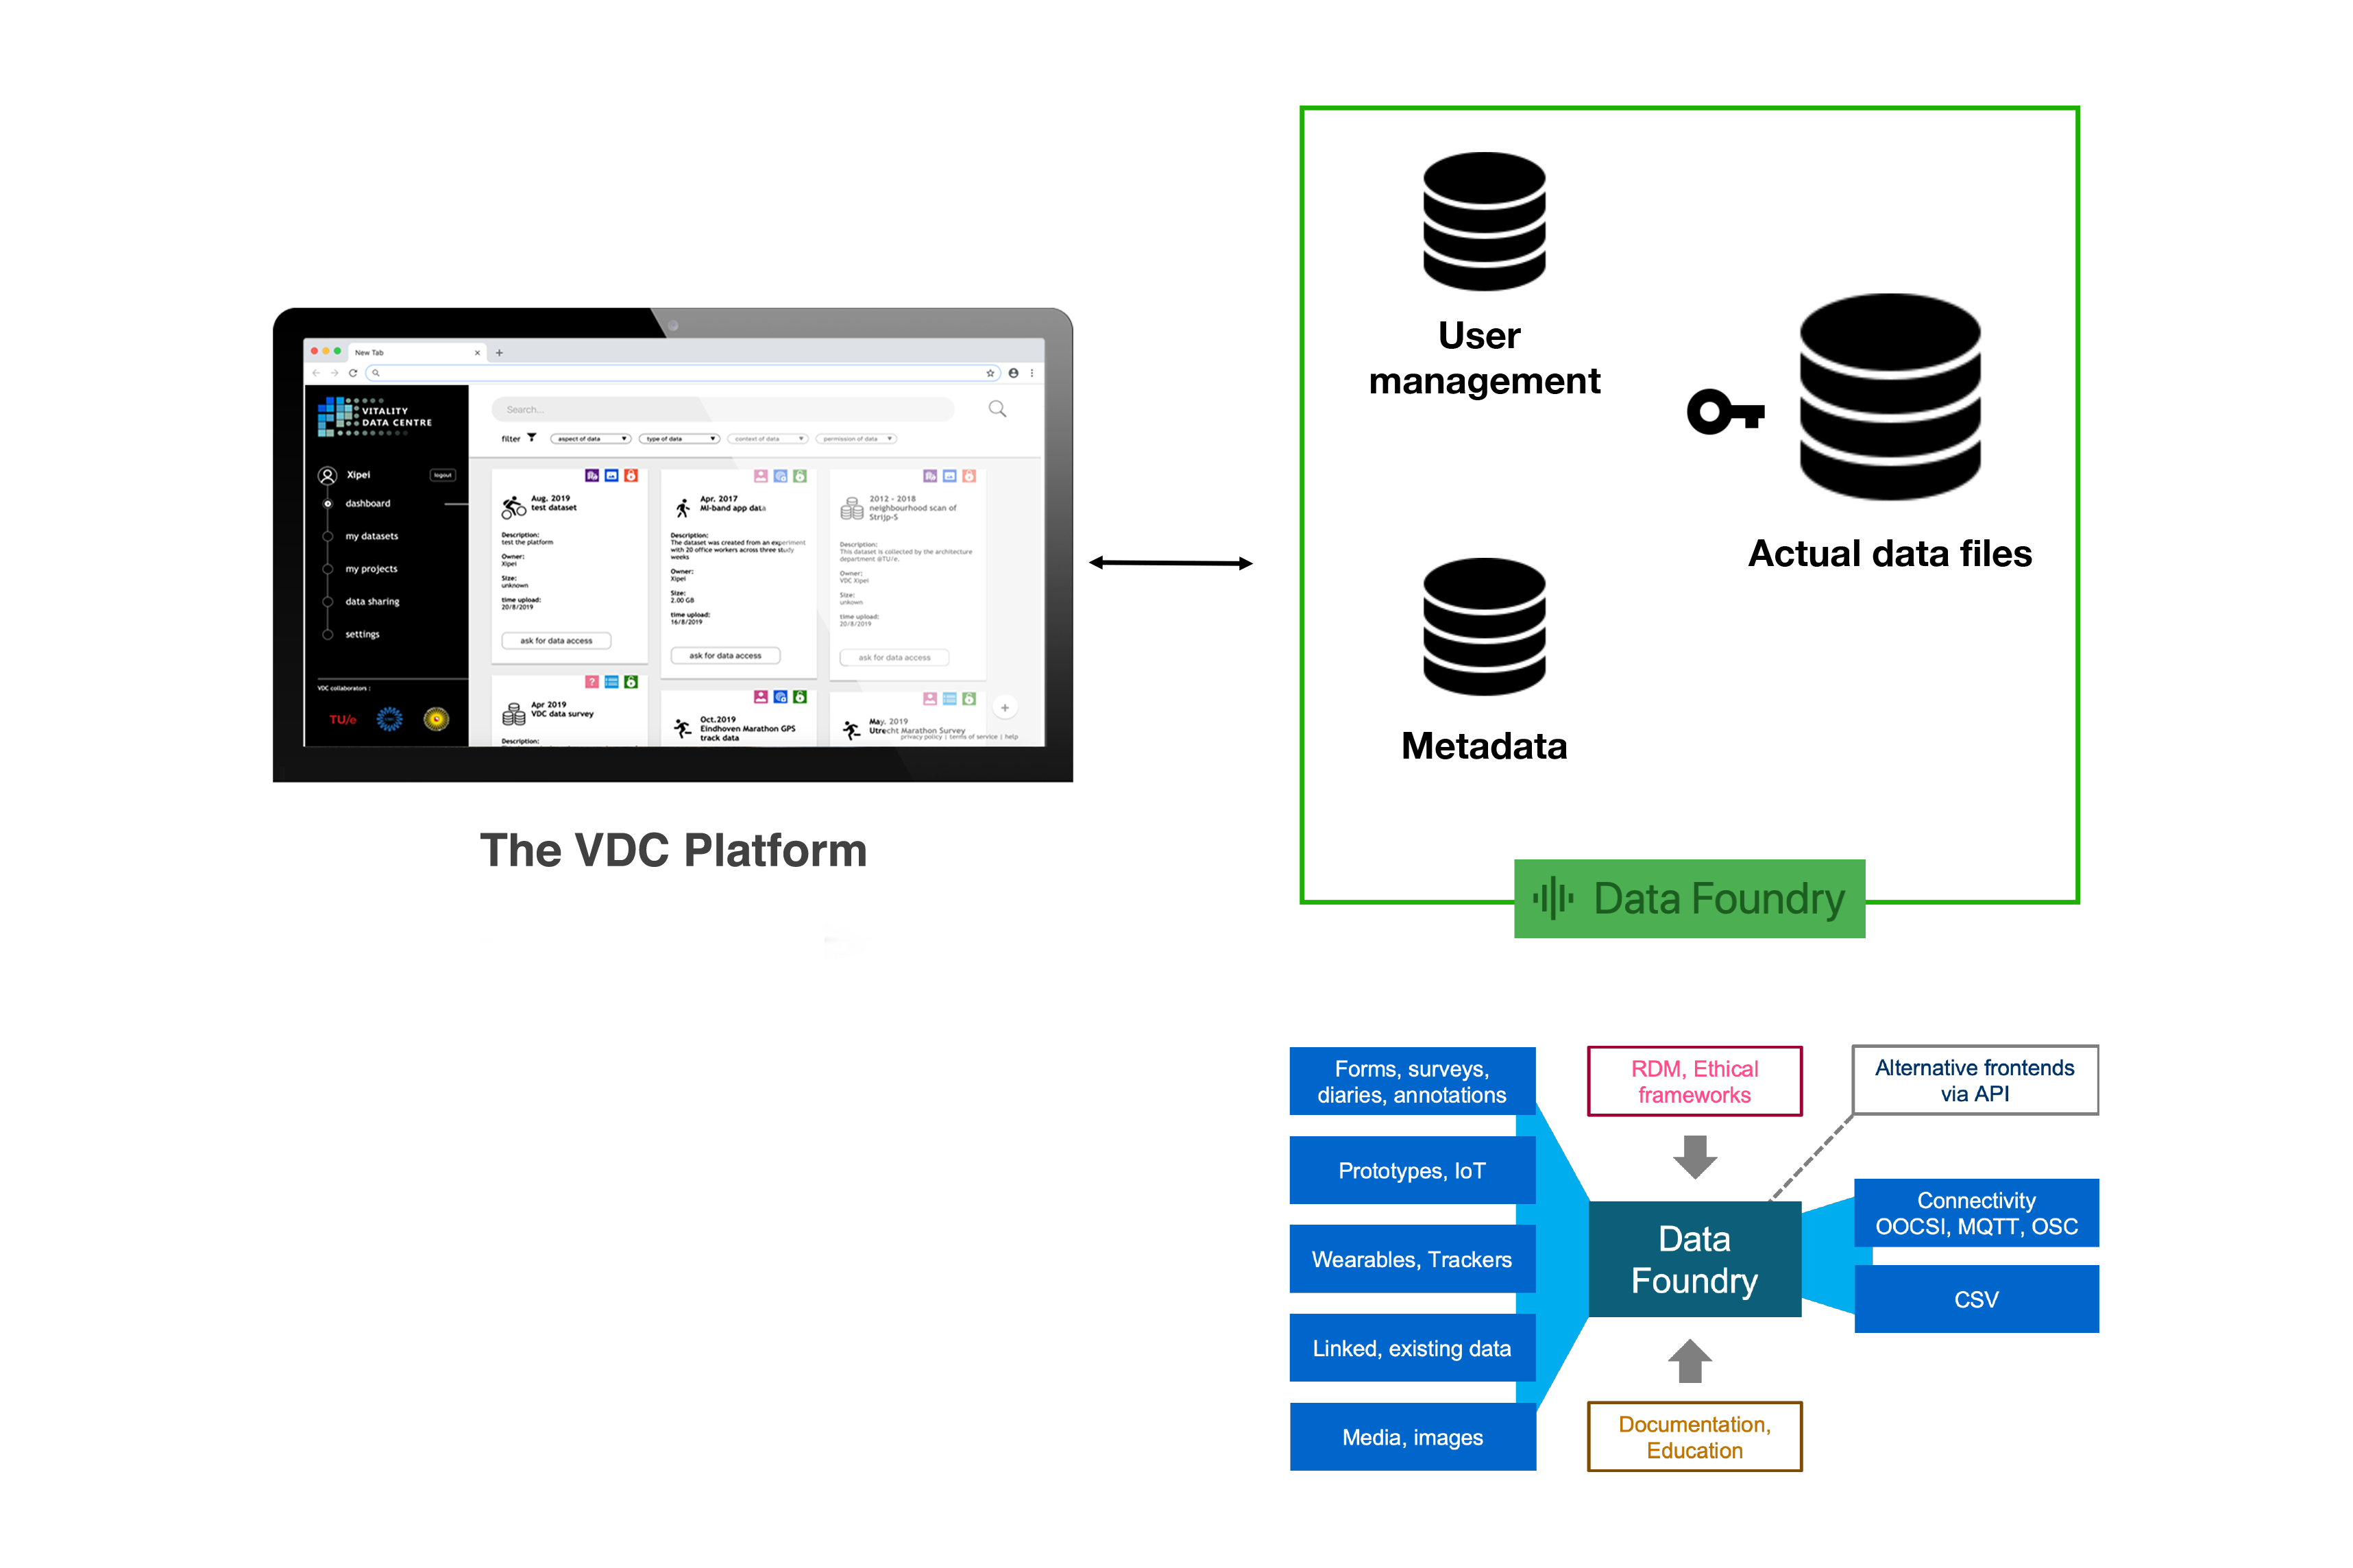 New Tab
VITALITY
DATA CENTRE
Xipei
logout
dashboard
my datasets
my projects
data sharing
settings
VDC collaborators :
TU/e
Search...
filter
aspect of data
type of data
context of data
permission of data
Aug. 2019
test dataset
Description:
test the platform
Owner:
Xipei
Size:
unknown
time upload:
20/8/2019
ask for data access
Apr, 2017
MI-band app data
Description:
The dataset was created from an experiment
with 20 office workers across three study
weeks
Owner:
Xipei
Size:
2.00 GB
time upload:
16/8/2019
ask for data access
2012 - 2018
neighbourhood scan of
Strijp-S
Description:
This dataset is collected by the architecture
department @TU/e.
Owner:
VDC Xipei
Size:
unkown
time upload:
20/8/2019
ask for data access
Apr 2019
VDC data survey
Description:
Oct.2019
Eindhoven Marathon GPS
track data
May. 2019
Utrecht Marathon Survey
privacy policy | terms of service | help
The VDC Platform
User
management
Actual data files
Metadata
Data Foundry
Forms, surveys,
diaries, annotations
Prototypes, IoT
Wearables, Trackers
Linked, existing data
Media, images
RDM, Ethical
frameworks
Data
Foundry
Documentation,
Education
Alternative frontends
via API
Connectivity
OOCSI, MQTT, OSC
CSV